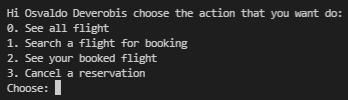 Hi Osvaldo Deverobis choose the action that you want do:
0. See all flight
1. Search a flight for booking
2. See your booked flight
3. Cancel a reservation
Choose: